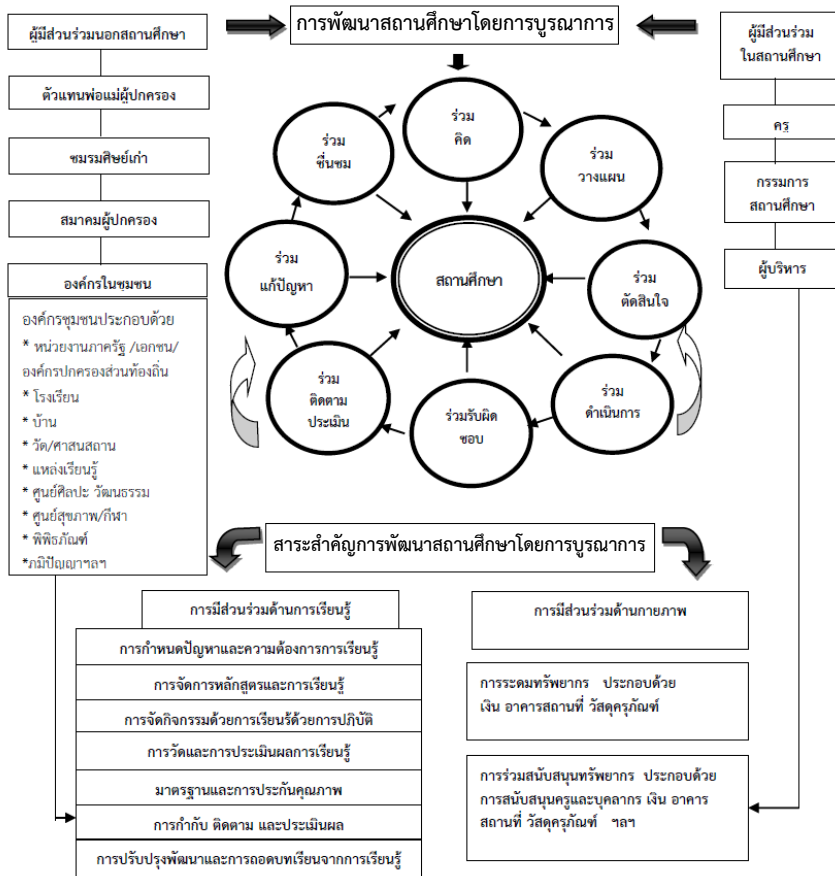 การพัฒนาสถานศึกษาโดยการบูรณาการ
ผู้มีส่วนร่วมนอกสถานศึกษา
ตัวแทนพ่อแม่ผู้ปกครอง
ชมรมศิษย์เก่า
สมาคมผู้ปกครอง
องค์กรในชุมชน
องค์กรชุมชนประกอบด้วย
* หน่วยงานภาครัฐ /เอกชน/
องค์กรปกครองส่วนท้องถิ่น
* โรงเรียน
* บ้าน
* วัด/ศาสนสถาน
* แหล่งเรียนรู้
* ศูนย์ศิลปะ วัฒนธรรม
* ศูนย์สุขภาพ/กีฬา
* พิพิธภัณฑ์
*ภูมิปัญญาฯลฯ
ร่วม
คิด
ร่วม
วางแผน
ร่วม
ตัดสินใจ
ร่วม
ดำเนินการ
ร่วมรับผิด
ชอบ
ร่วม
ติดตาม
ประเมิน
ร่วม
แก้ปัญหา
ร่วม
ชื่นชม
สถานศึกษา
ผู้มีส่วนร่วม
ในสถานศึกษา
ครู
กรรมการ
สถานศึกษา
ผู้บริหาร
สาระสำคัญการพัฒนาสถานศึกษาโดยการบูรณาการ
การมีส่วนร่วมด้านการเรียนรู้
การกำหนดปัญหาและความต้องการการเรียนรู้
การจัดการหลักสูตรและการเรียนรู้
การจัดกิจกรรมด้วยการเรียนรู้ด้วยการปฏิบัติ
การวัดและการประเมินผลการเรียนรู้
มาตรฐานและการประกันคุณภาพ
การกำกับ ติดตาม และประเมินผล
การปรับปรุงพัฒนาและการถอดบทเรียนจากการเรียนรู้
การมีส่วนร่วมด้านกายภาพ
การระดมทรัพยากร ประกอบด้วย
เงิน อาคารสถานที่ วัสดุครุภัณฑ์
การร่วมสนับสนุนทรัพยากร ประกอบด้วย
การสนับสนุนครูและบุคลากร เงิน อาคาร
สถานที่ วัสดุครุภัณฑ์ ฯลฯ